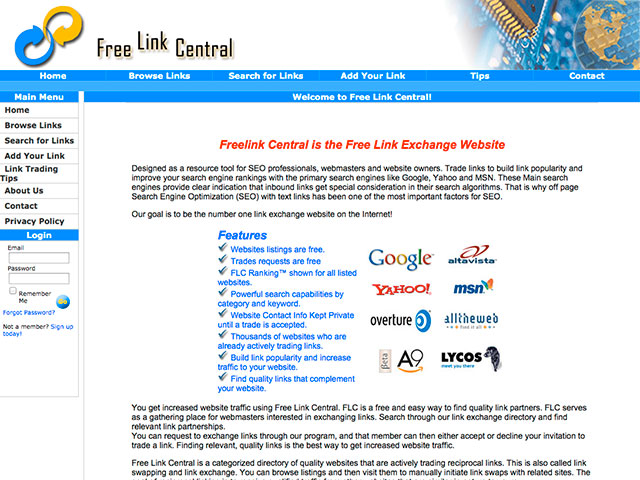 Free Link Central
Home Browse Links Search for Links Add Your Link Tips Contact
Main Menu
Home
Browse Links
Search for Links
Add Your Link
Link Trading
Tips
About Us
Contact
Privacy Policy
Login
Email
Password
Remember
Me
Go
Forgot Password?
Not a member? Sign up
today!
Welcome to Free Link Central!
Freelink Central is the Free Link Exchange Website
Designed as a resource tool for SEO professionals, webmasters and website owners. Trade links to build link popularity and
improve your search engine rankings with the primary search engines like Google, Yahoo and MSN. These Main search
engines provide clear indication that inbound links get special consideration in their search algorithms. That is why off page
Search Engine Optimization (SEO) with text links has been one of the most important factors for SEO.
Our goal is to be the number one link exchange website on the Internet!
Features
Websites listings are free.
Trades requests are free
FLC Ranking™ shown for all listed
websites.
Powerful search capabilities by
category and keyword.
Website Contact Info Kept Private
until a trade is accepted.
Thousands of websites who are
already actively trading links.
Build link popularity and increase
traffic to your website.
Find quality links that complement
your website.
Google altavista
YAHOO! msn
overture alltheweb
find it all
Beta A9 LYCOS
meet you there
You get increased website traffic using Free Link Central. FLC is a free and easy way to find quality link partners. FLC serves
as a gathering place for webmasters interested in exchanging links. Search through our link exchange directory and find
relevant link partnerships.
You can request to exchange links through our program, and that member can then either accept or decline your invitation
to trade a link. Finding relevant, quality links is the best way to get increased website traffic.
Free Link Central is a categorized directory of quality websites that are actively trading reciprocal links. This is also called link
swapping and link exchange. You can browse listings and then visit them to manually initiate link swaps with related sites. The